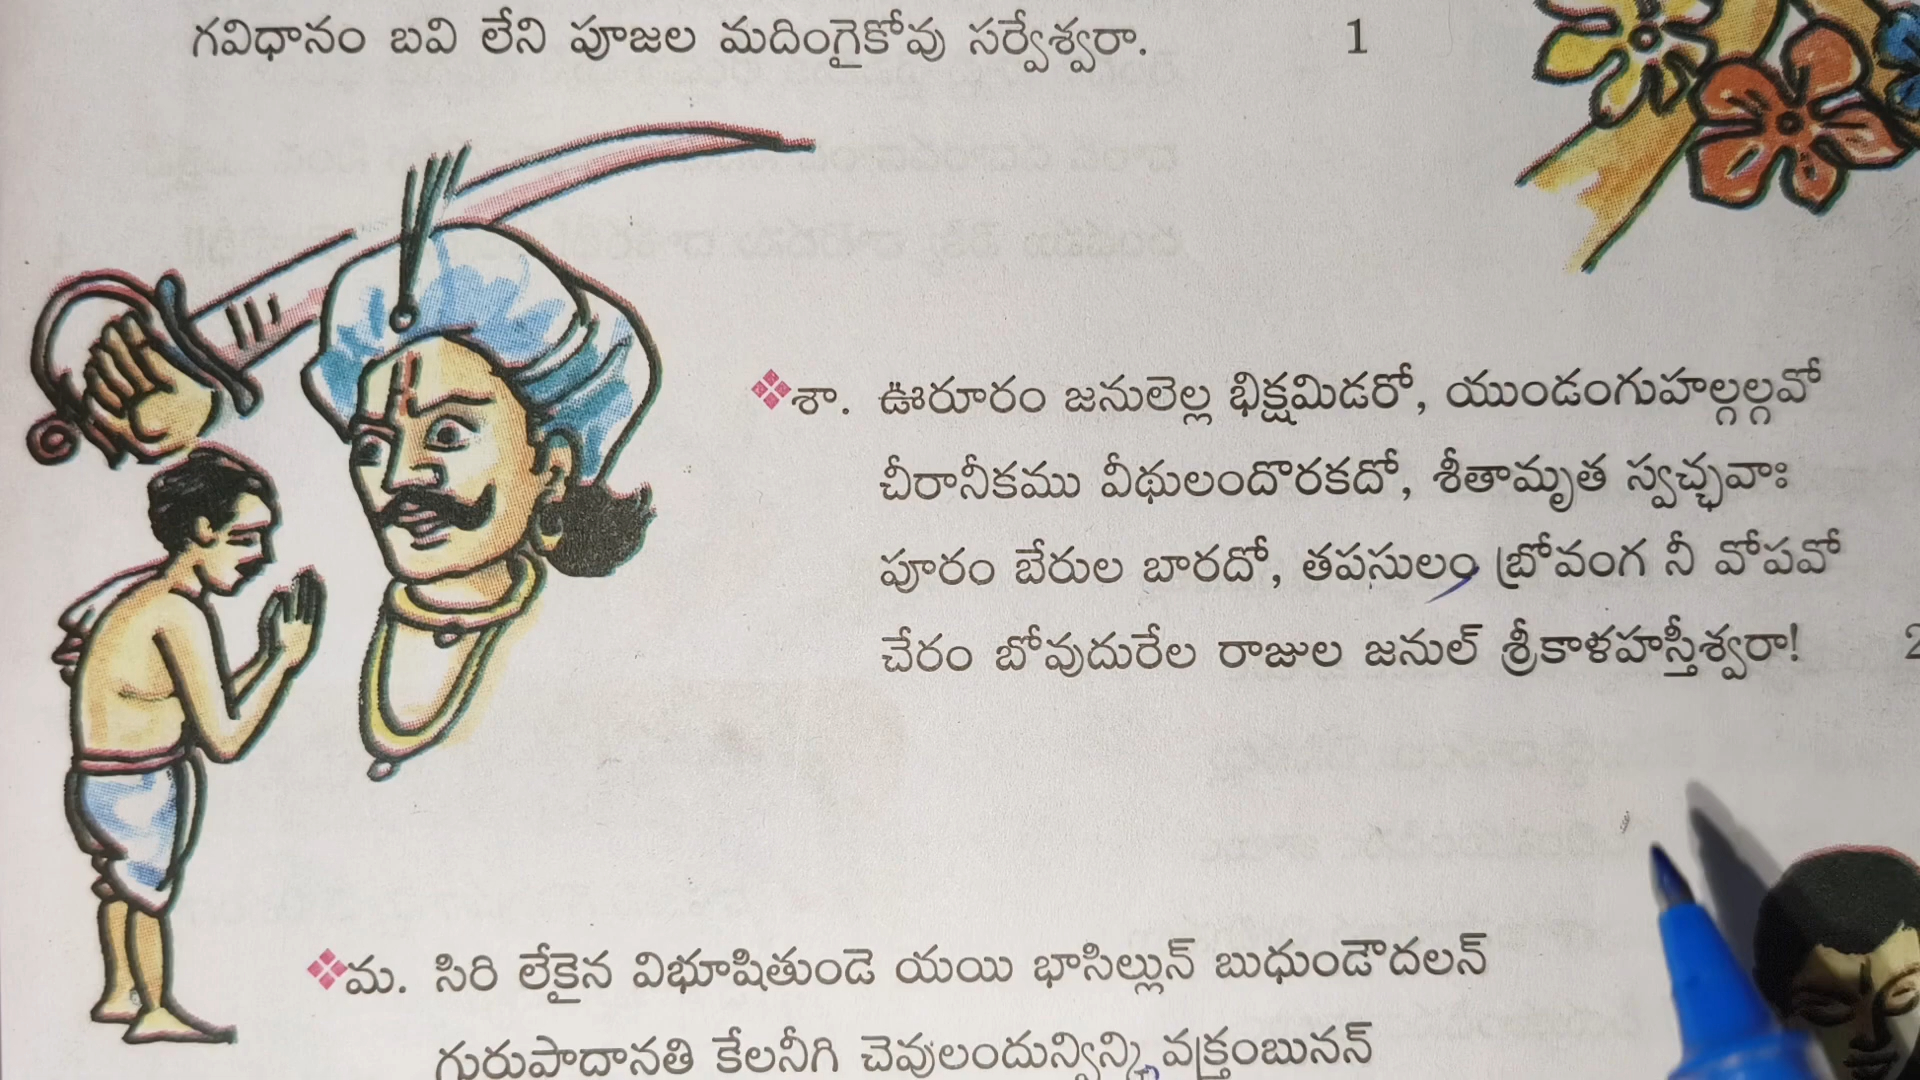 గవిధానం బవి లేని పూజల మదింగైకోవు సర్వేశ్వరా. 1
❖శా. ఊరూరం జనులెల్ల భిక్షమిడరో, యుండంగుహల్గల్గవో
చీరానీకము వీథులందొరకదో, శీతామృత స్వచ్ఛవాః
పూరం బేరుల బారదో, తపసులం బ్రోవంగ నీ వోపవో
చేరం బోవుదురేల రాజుల జనుల్ శ్రీకాళహస్తీశ్వరా! 2
❖మ. సిరి లేకైన విభూషితుండె యయి భాసిల్లున్ బుధుండౌదలన్
గురుపాదానతి కేలనీగి చెవులందున్విన్కి వక్త్రంబునన్